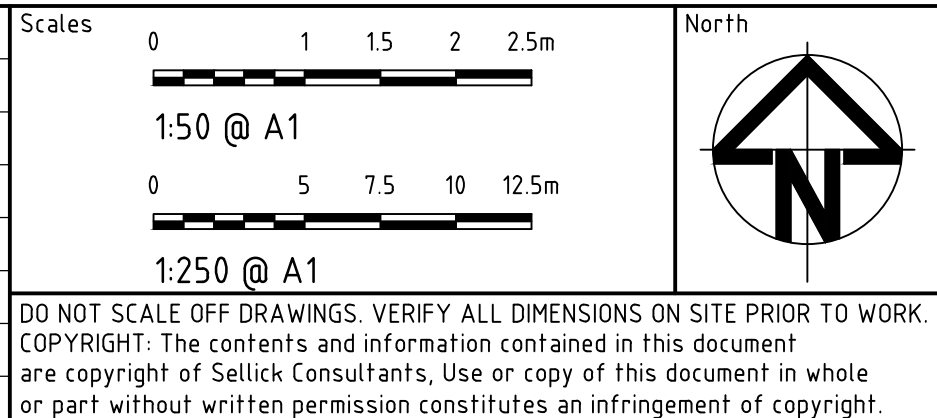 Scales
0 1 1.5 2 2.5m
1:50 @ A1
0 5 7.5 10 12.5m
1:250 @ A1
North
N
DO NOT SCALE OFF DRAWINGS. VERIFY ALL DIMENSIONS ON SITE PRIOR TO WORK.
COPYRIGHT: The contents and information contained in this document
are copyright of Sellick Consultants, Use or copy of this document in whole
or part without written permission constitutes an infringement of copyright.